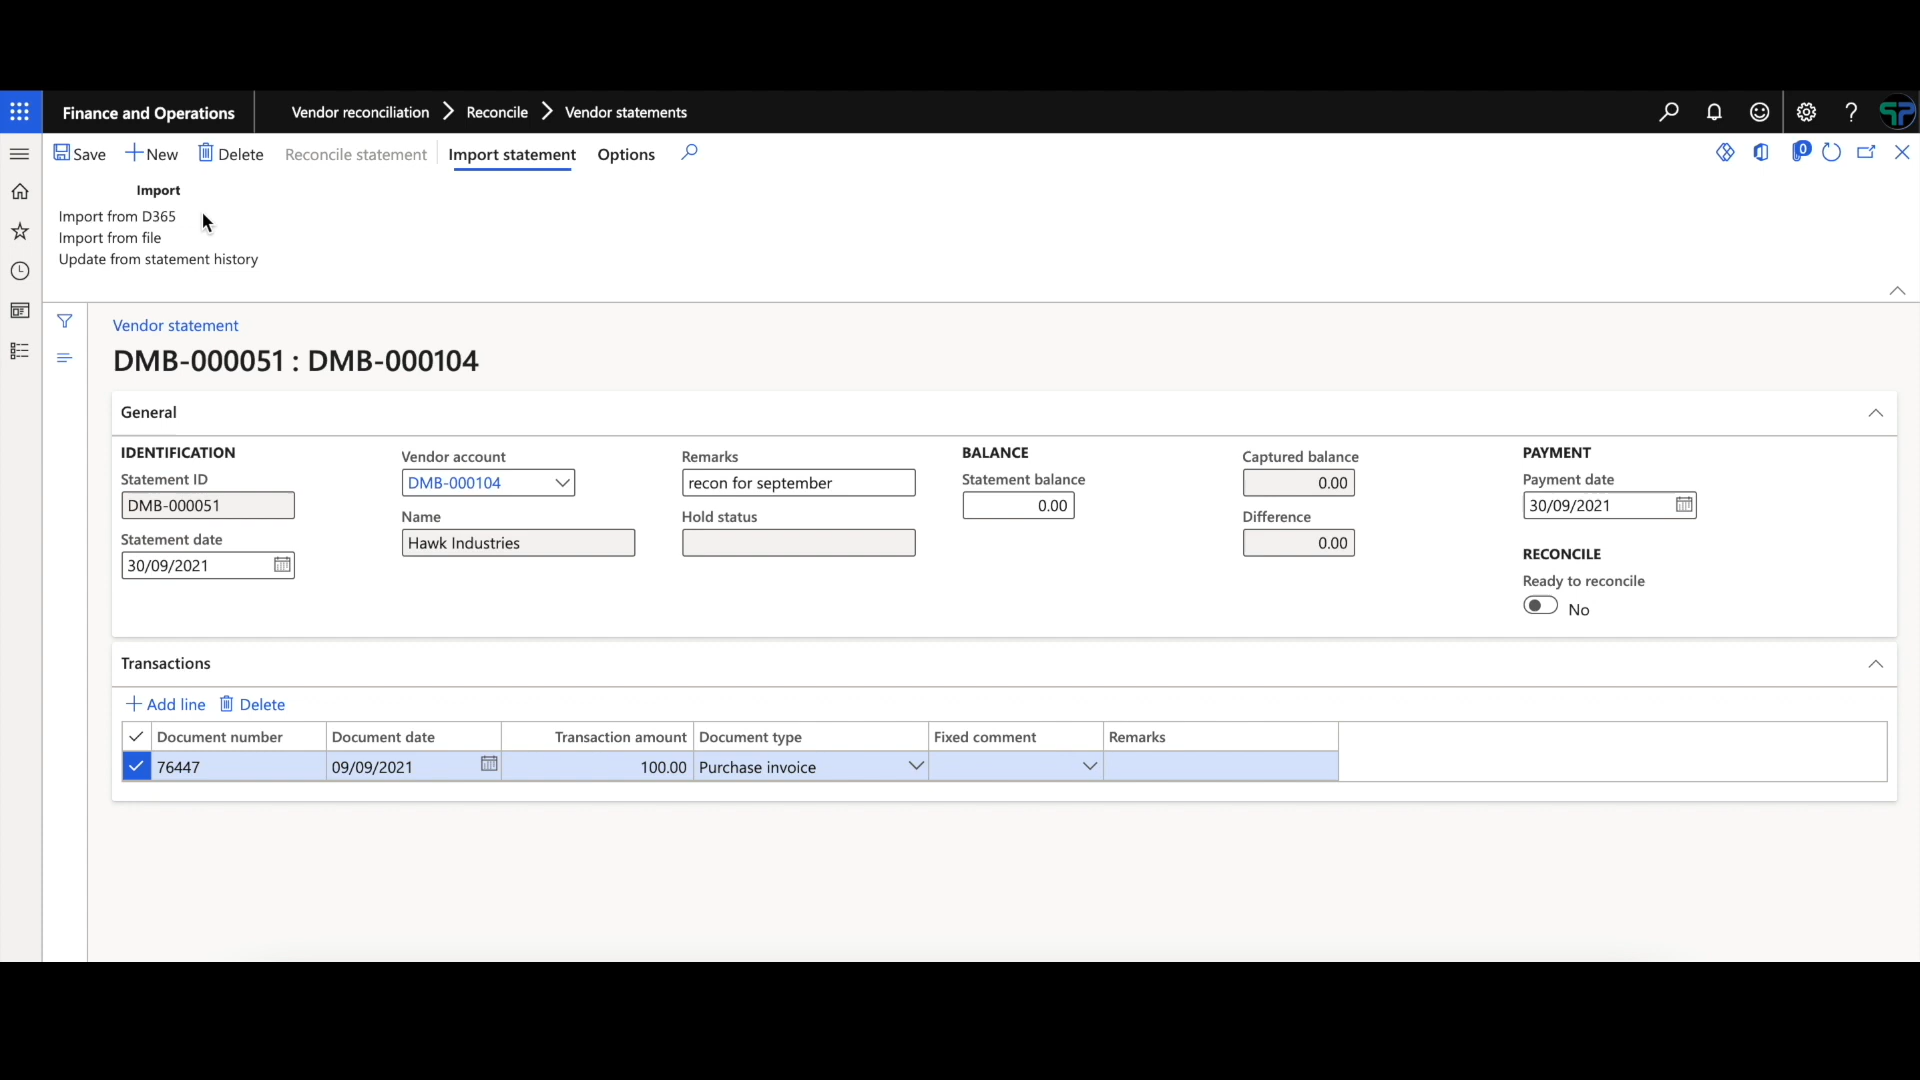 Finance and Operations Vendor reconciliation Reconcile Vendor statements
Save New Delete Reconcile statement Import statement Options 0
Import
Import from D365
Import from file
Update from statement history
Vendor statement
DMB-000051 : DMB-000104
General
IDENTIFICATION
Statement ID
DMB-000051
Statement date
30/09/2021
Vendor account
DMB-000104
Name
Hawk Industries
Remarks
recon for september
Hold status
BALANCE
Statement balance
0.00
Captured balance
0.00
Difference
0.00
PAYMENT
Payment date
30/09/2021
RECONCILE
Ready to reconcile
No
Transactions
Add line Delete
Document number Document date Transaction amount Document type Fixed comment Remarks
76447 09/09/2021 100.00 Purchase invoice